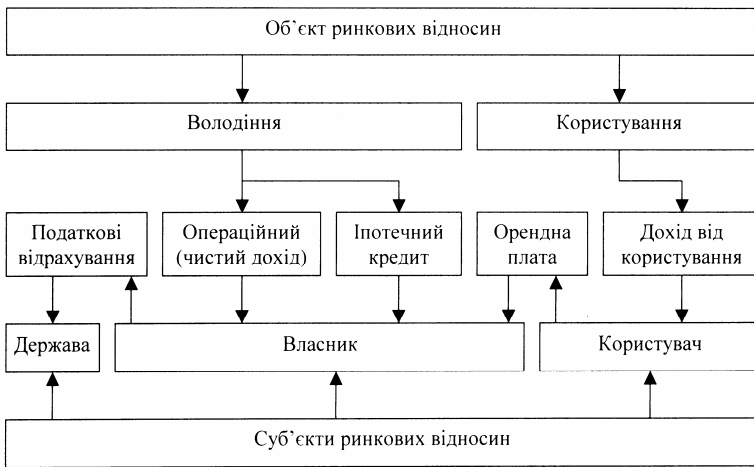 Об’єкт ринкових відносин
Володіння
Користування
Податкові
відрахування
Операційний
(чистий дохід)
Іпотечний
кредит
Орендна
плата
Дохід від
користування
Держава
Власник
Користувач
Суб’єкти ринкових відносин